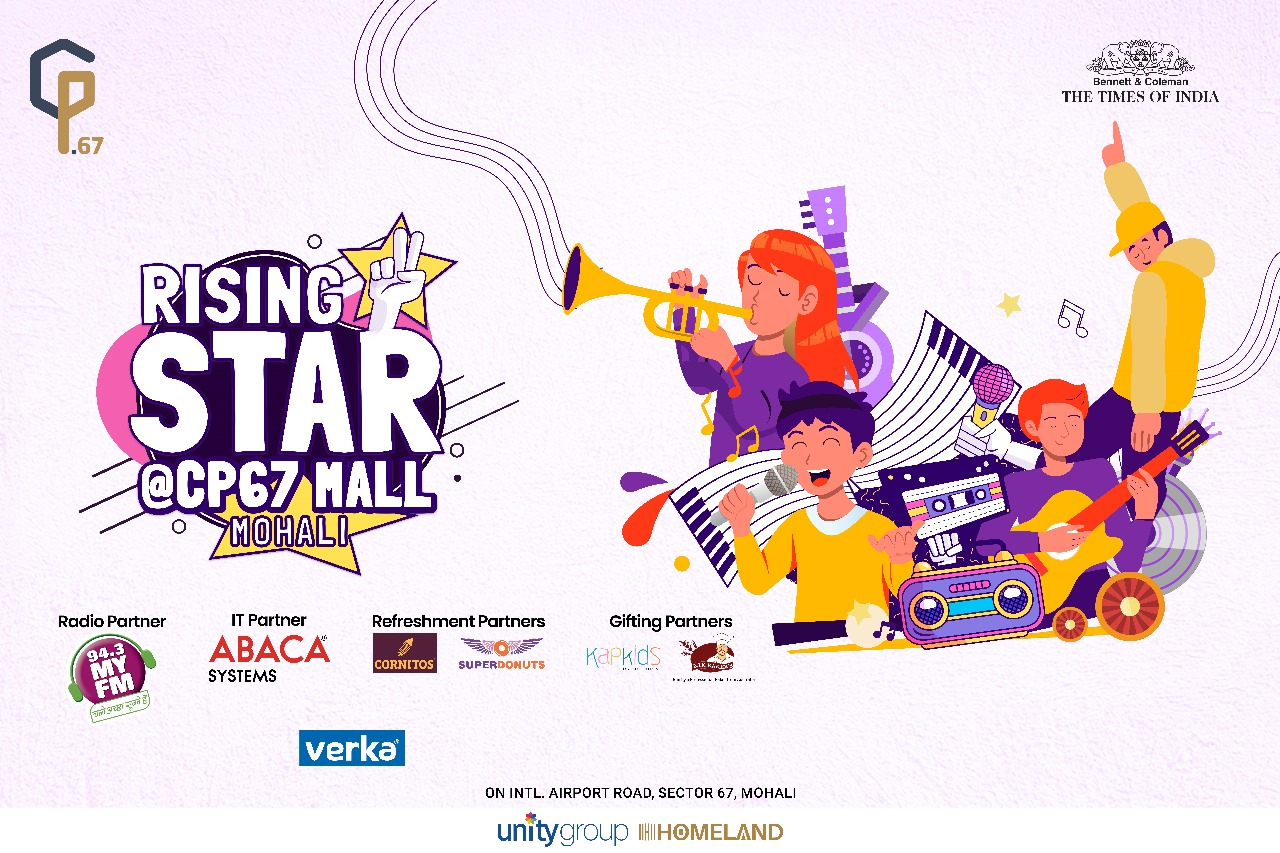 CP.67
Bennett & Coleman
THE TIMES OF INDIA
RISING
STAR
@CP67 MALL
MOHALI
Radio Partner
94.3
MY
FM
IT Partner
ABACA
SYSTEMS
Refreshment Partners
CORNITOS
SUPERDONUTS
Gifting Partners
KAPKIDS
verka
ON INTL. AIRPORT ROAD, SECTOR 67, MOHALI
unitygroup HOMELAND